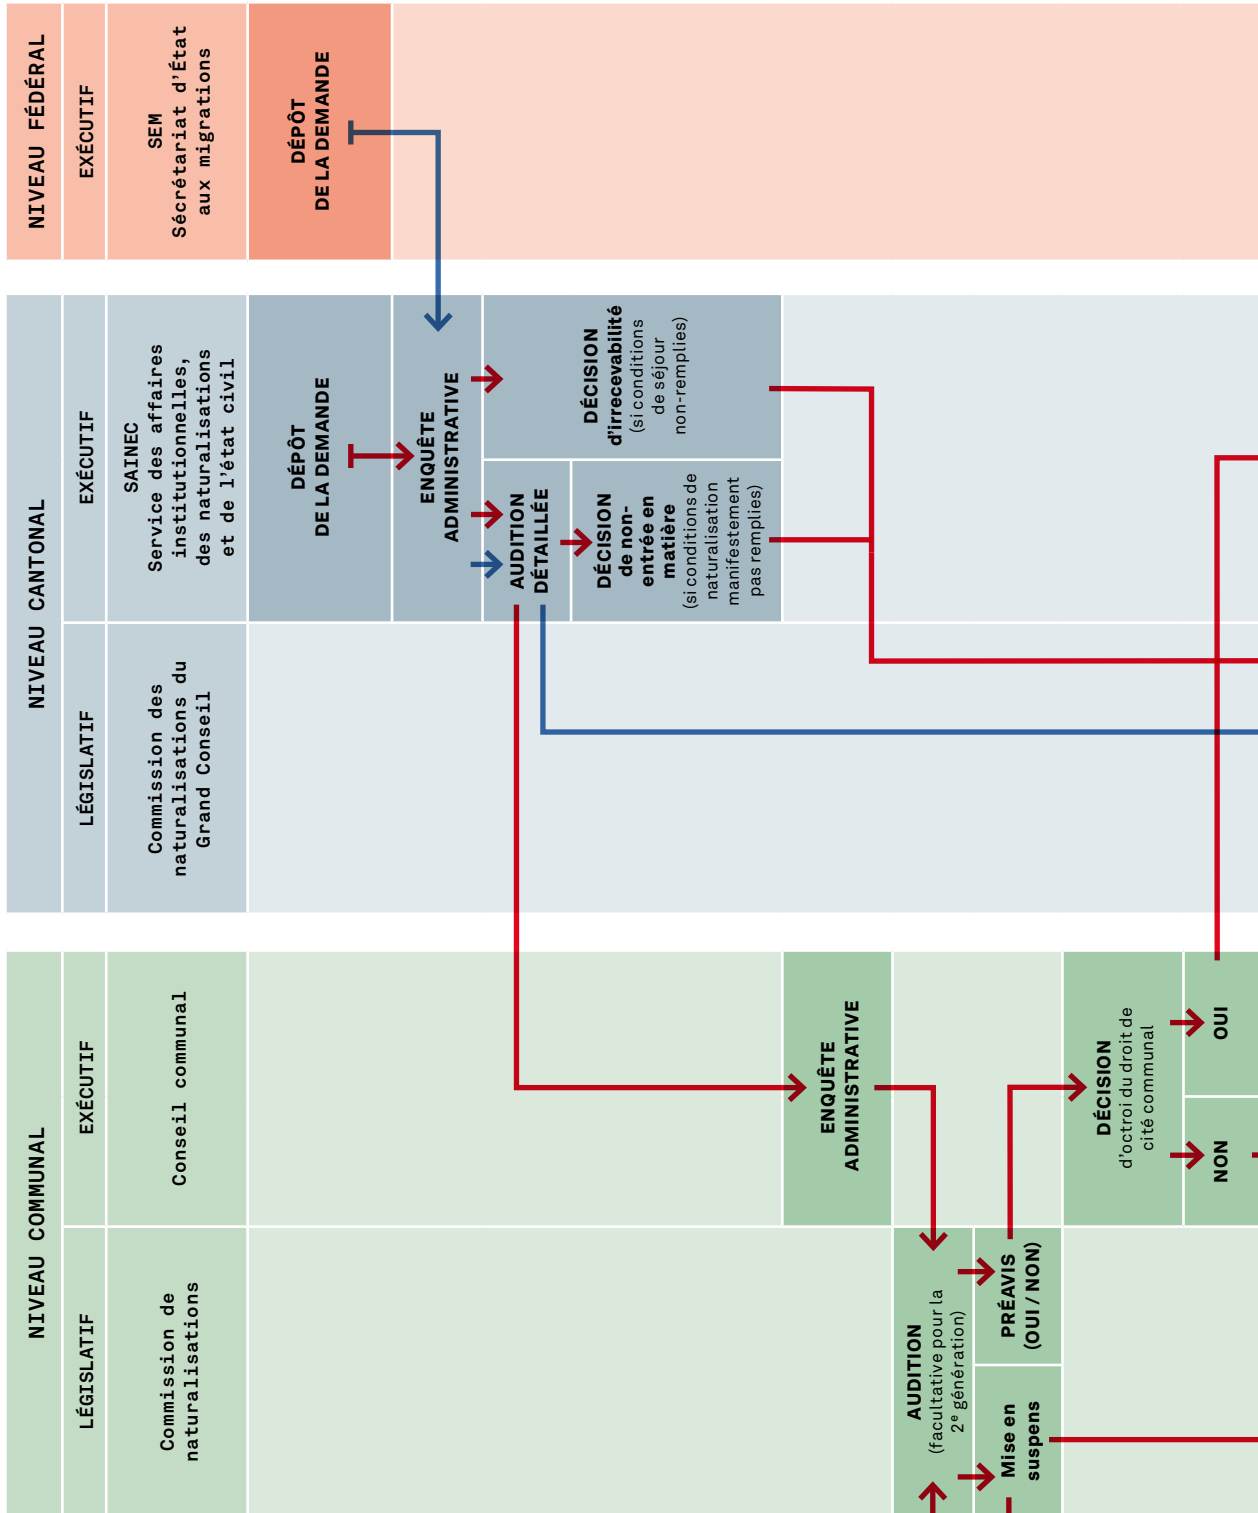 NIVEAU FÉDÉRAL
EXÉCUTIF
SEM
Sécrétariat d'État
aux migrations
DÉPÔT
DE LA DEMANDE
NIVEAU CANTONAL
EXÉCUTIF
SAINEC
Service des affaires
institutionnelles,
des naturalisations
et de l'état civil
DÉPÔT
DE LA DEMANDE
ENQUÊTE
ADMINISTRATIVE
DÉCISION
d'irrecevabilité
(si conditions
de séjour
non-remplies)
AUDITION
DÉTAILLÉE
DÉCISION
de non-
entrée en
matière
(si conditions de
naturalisation
manifestement
pas remplies)
LÉGISLATIF
Commission des
naturalisations du
Grand Conseil
NIVEAU COMMUNAL
EXÉCUTIF
Conseil communal
ENQUÊTE
ADMINISTRATIVE
DÉCISION
d'octroi du droit de
cité communal
OUI
NON
LÉGISLATIF
Commission de
naturalisations
AUDITION
(facultative pour la
2e génération)
PRÉAVIS
(OUI / NON)
Mise en
suspens